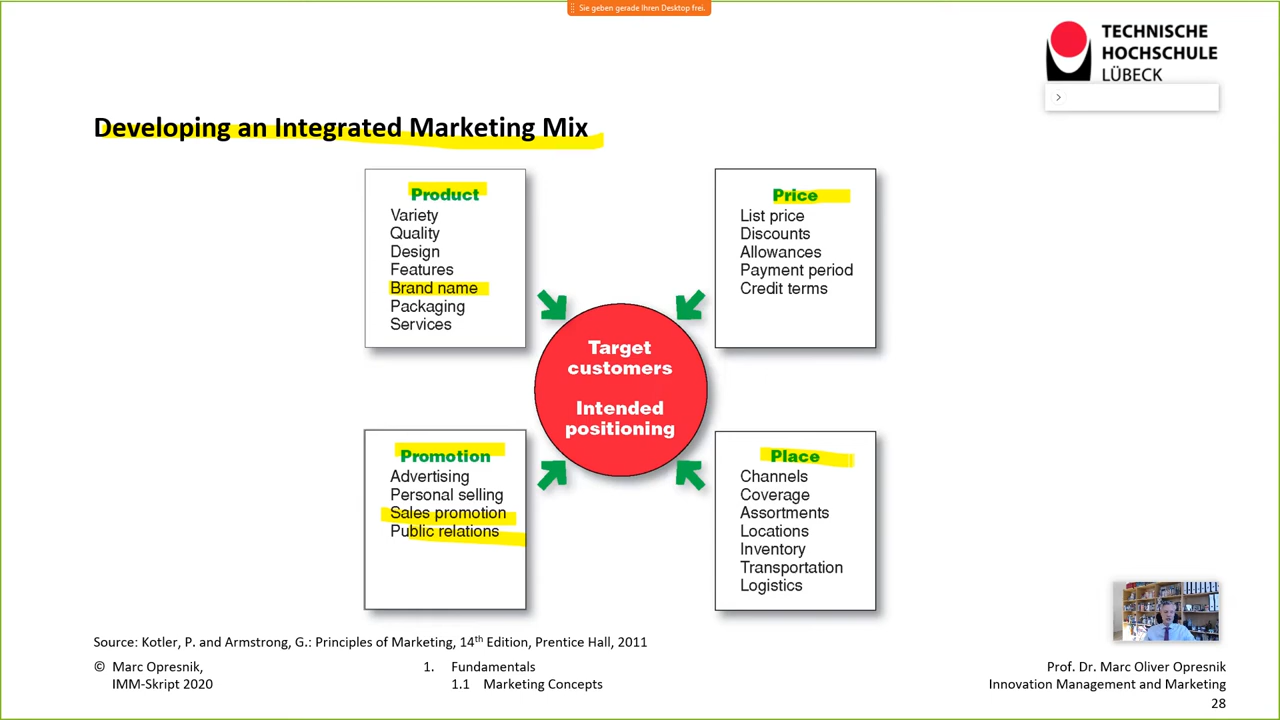 Sie geben gerade Ihren Desktop frei.
TECHNISCHE
HOCHSCHULE
LÜBECK
Developing an Integrated Marketing Mix
Product
Variety
Quality
Design
Features
Brand name
Packaging
Services
Price
List price
Discounts
Allowances
Payment period
Credit terms
Target
customers
Intended
positioning
Promotion
Advertising
Personal selling
Sales promotion
Public relations
Place
Channels
Coverage
Assortments
Locations
Inventory
Transportation
Logistics
Source: Kotler, P. and Armstrong, G.: Principles of Marketing, 14th Edition, Prentice Hall, 2011
© Marc Opresnik,
IMM-Skript 2020
1. Fundamentals
1.1 Marketing Concepts
Prof. Dr. Marc Oliver Opresnik
Innovation Management and Marketing
28